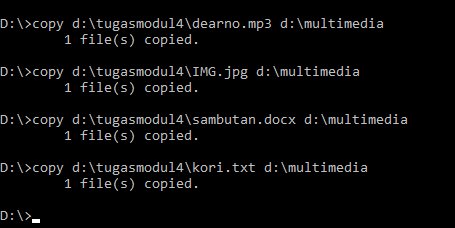 D:\>copy d:\tugasmodul4\dearno.mp3 d:\multimedia
1 file(s) copied.
D:\>copy d:\tugasmodul4\IMG.jpg d:\multimedia
1 file(s) copied.
D:\>copy d:\tugasmodul4\sambutan.docx d:\multimedia
1 file(s) copied.
D:\>copy d:\tugasmodul4\kori.txt d:\multimedia
1 file(s) copied.
D:\>